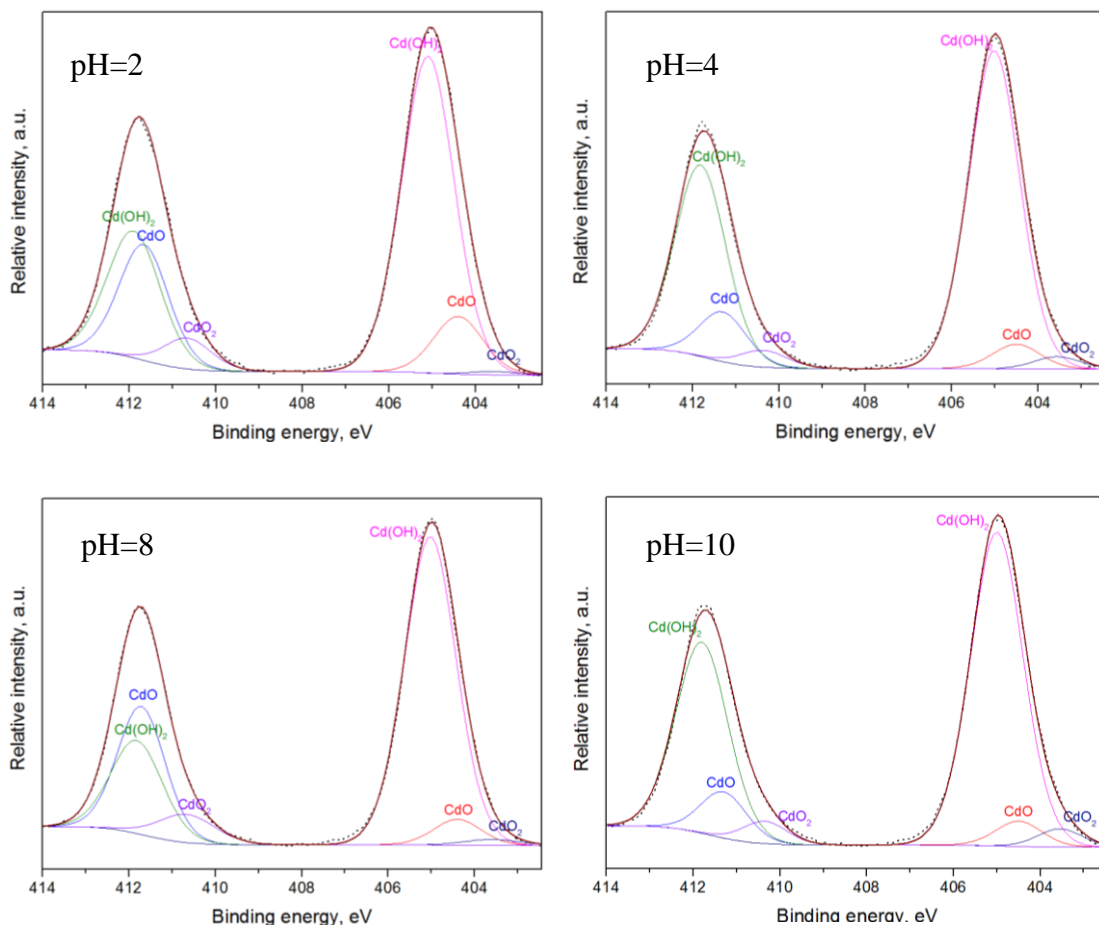 pH=2
Cd(OH)2
Cd(OH)2
CdO
CdO2
CdO
CdO2
Relative intensity, a.u.
414 412 410 408 406 404
Binding energy, eV
pH=4
Cd(OH)2
Cd(OH)2
CdO
CdO2
CdO
CdO2
Relative intensity, a.u.
414 412 410 408 406 404
Binding energy, eV
pH=8
Cd(OH)2
CdO
Cd(OH)2
CdO2
CdO
CdO2
Relative intensity, a.u.
414 412 410 408 406 404
Binding energy, eV
pH=10
Cd(OH)2
Cd(OH)2
CdO
CdO2
CdO
CdO2
Relative intensity, a.u.
414 412 410 408 406 404
Binding energy, eV